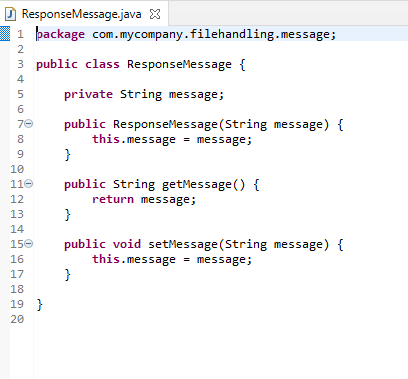 ResponseMessage.java
1 package com.mycompany.filehandling.message;
2
3 public class ResponseMessage {
4
5     private String message;
6
7     public ResponseMessage(String message) {
8         this.message = message;
9     }
10
11     public String getMessage() {
12         return message;
13     }
14
15     public void setMessage(String message) {
16         this.message = message;
17     }
18
19 }
20